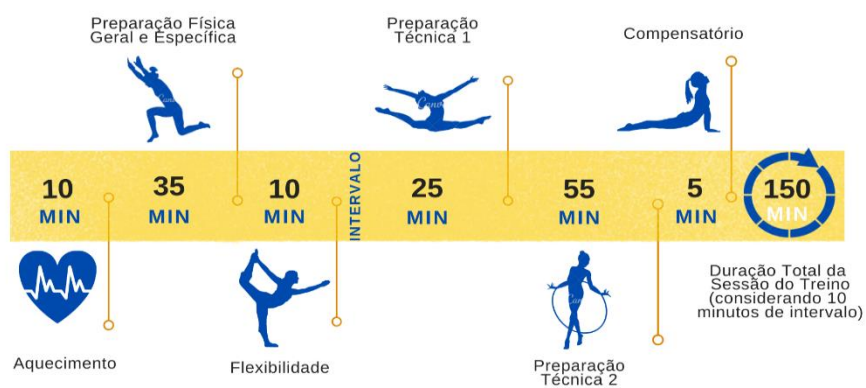 Preparação Física
Geral e Específica
Preparação
Técnica 1
Compensatório
10
MIN
35
MIN
10
MIN
INTERVALO
25
MIN
55
MIN
5
MIN
150
MIN
Aquecimento
Flexibilidade
Preparação
Técnica 2
Duração Total da
Sessão do Treino
(considerando 10
minutos de intervalo)